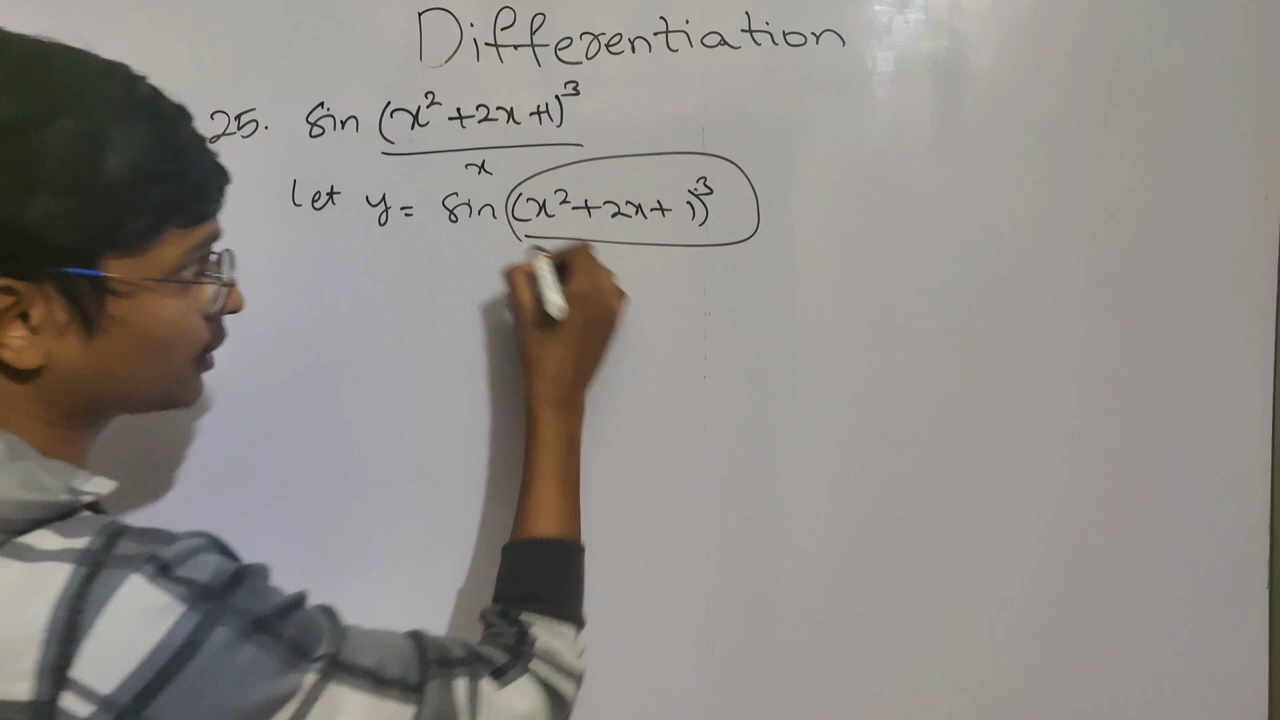 Differentiation
25. Sin (x²+2x+1)³
x
let y = Sin (x²+2x+1)³